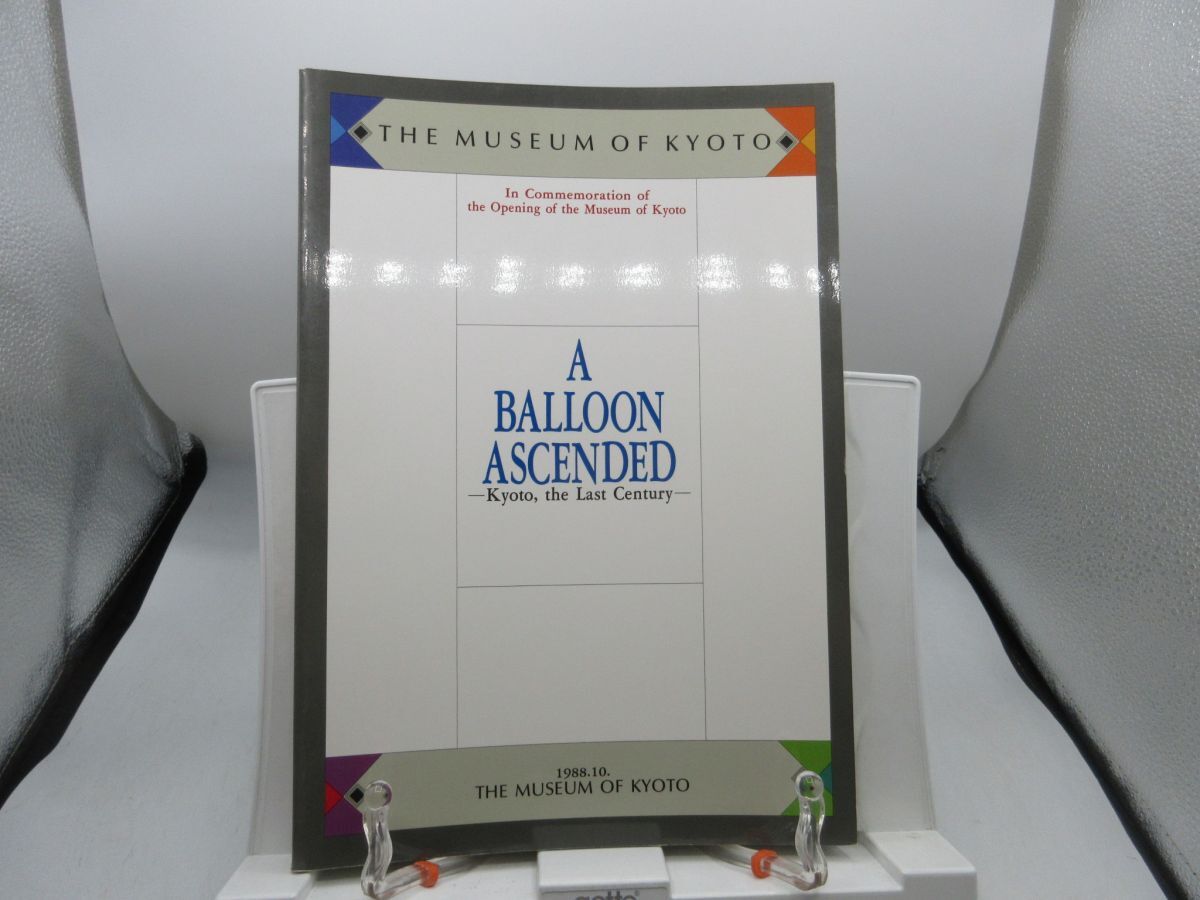 THE MUSEUM OF KYOTO
In Commemoration of
the Opening of the Museum of Kyoto
A
BALLOON
ASCENDED
—Kyoto, the Last Century—
1988.10.
THE MUSEUM OF KYOTO